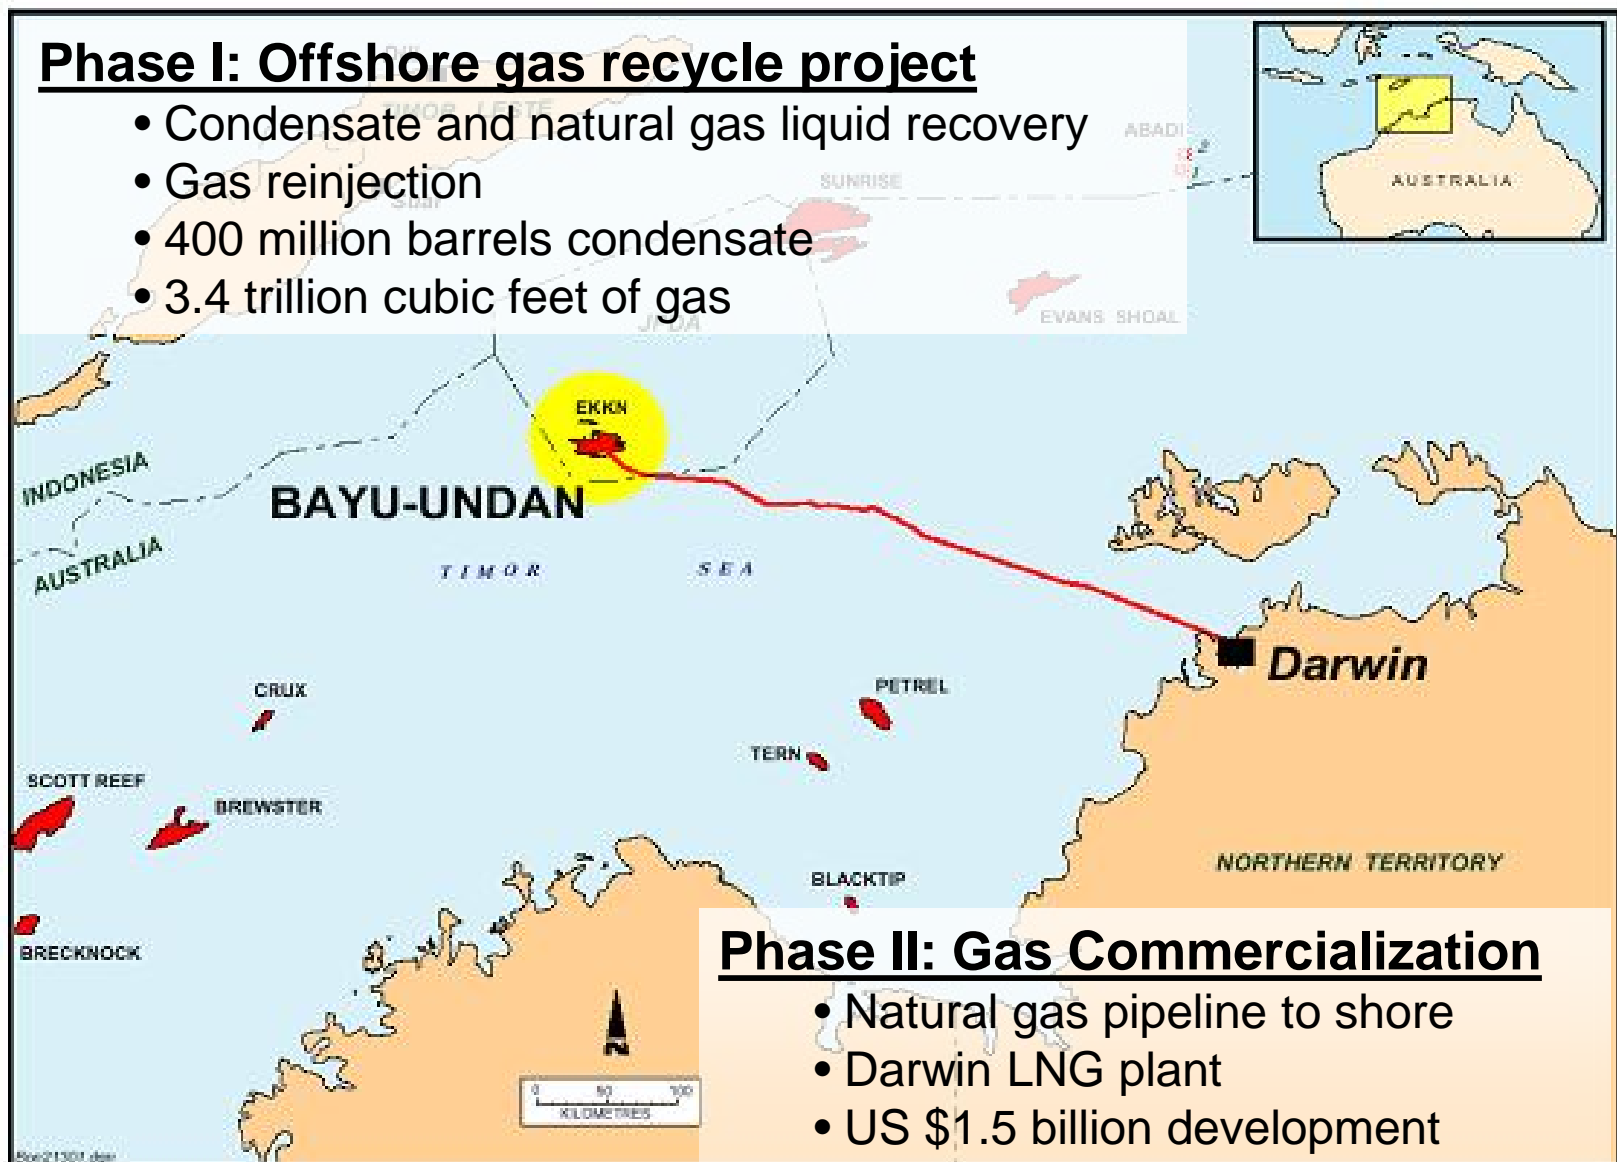 Phase I: Offshore gas recycle project
• Condensate and natural gas liquid recovery
• Gas reinjection
• 400 million barrels condensate
• 3.4 trillion cubic feet of gas
TIMOR LESTE
ABADI
SUNRISE
AUSTRALIA
EVANS SHOAL
JPDA
EKKN
INDONESIA
BAYU-UNDAN
AUSTRALIA
TIMOR SEA
Darwin
CRUX
PETREL
TERN
SCOTT REEF
BREWSTER
NORTHERN TERRITORY
BLACKTIP
BRECKNOCK
Phase II: Gas Commercialization
• Natural gas pipeline to shore
• Darwin LNG plant
• US $1.5 billion development
N
0 50 100
KILOMETRES